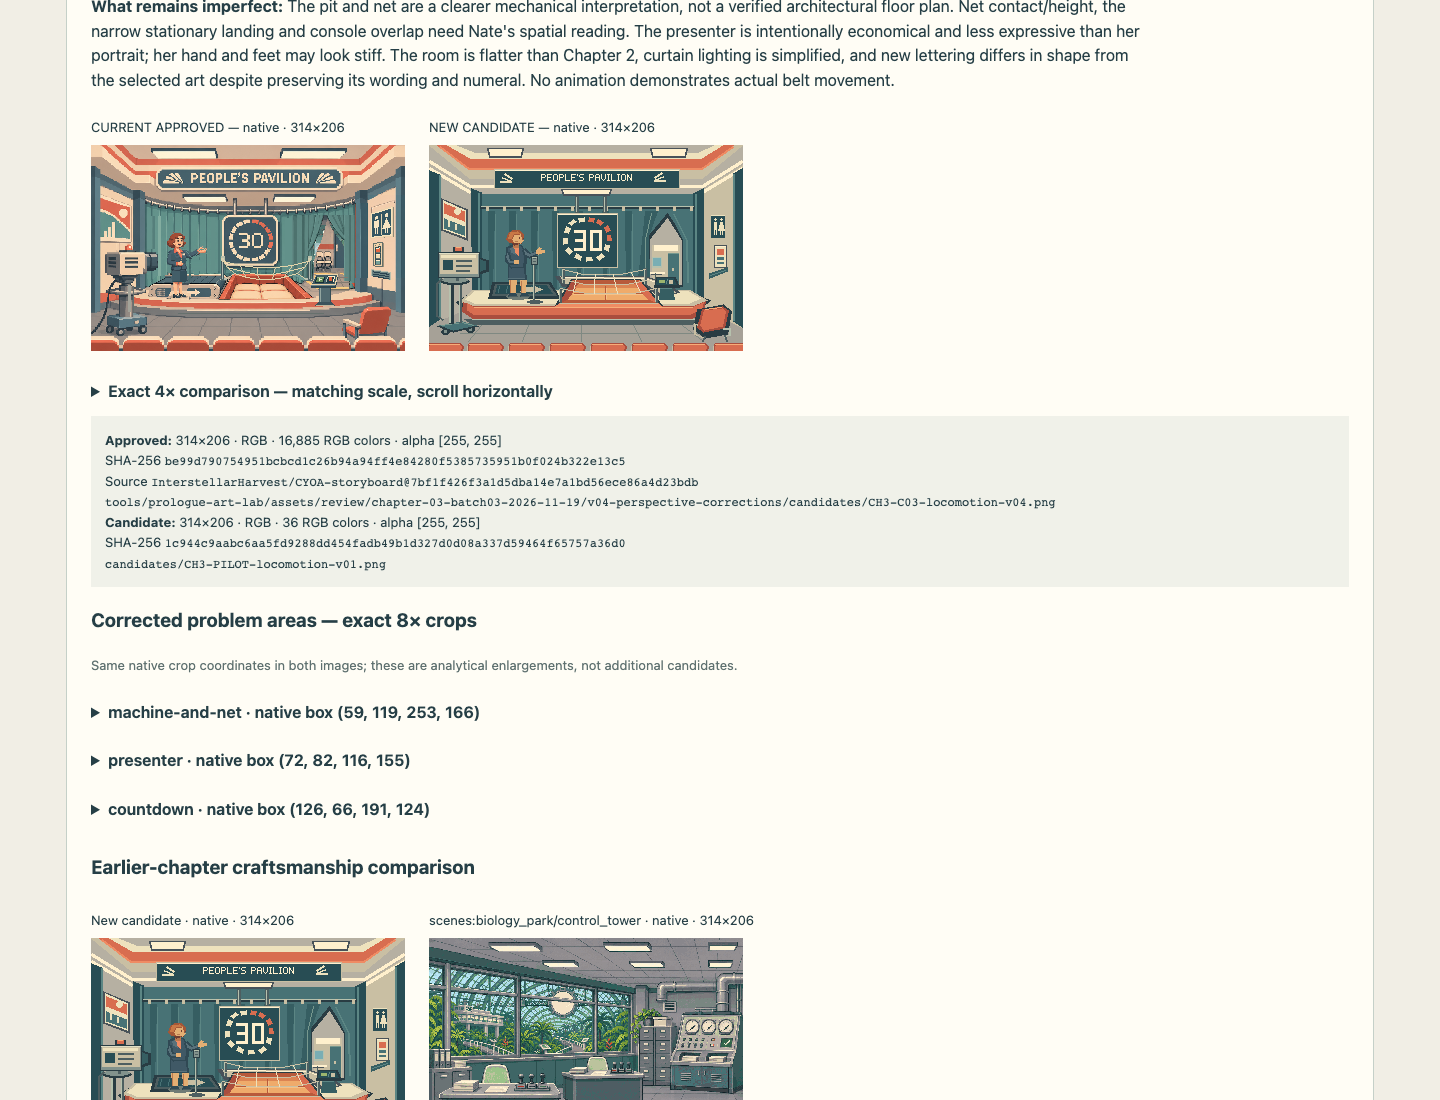 What remains imperfect: The pit and net are a clearer mechanical interpretation, not a verified architectural floor plan. Net contact/height, the
narrow stationary landing and console overlap need Nate's spatial reading. The presenter is intentionally economical and less expressive than her
portrait; her hand and feet may look stiff. The room is flatter than Chapter 2, curtain lighting is simplified, and new lettering differs in shape from
the selected art despite preserving its wording and numeral. No animation demonstrates actual belt movement.
CURRENT APPROVED — native · 314×206
NEW CANDIDATE — native · 314×206
PEOPLE'S PAVILION
30
PEOPLE'S PAVILION
30
▶ Exact 4× comparison — matching scale, scroll horizontally
Approved: 314×206 · RGB · 16,885 RGB colors · alpha [255, 255]
SHA-256 be99d790754951bcbcd1c26b94a94ff4e84280f5385735951b0f024b322e13c5
Source InterstellarHarvest/CYOA-storyboard@7bf1f426f3a1d5dba14e7a1bd56ece86a4d23bdb
tools/prologue-art-lab/assets/review/chapter-03-batch03-2026-11-19/v04-perspective-corrections/candidates/CH3-C03-locomotion-v04.png
Candidate: 314×206 · RGB · 36 RGB colors · alpha [255, 255]
SHA-256 1c944c9aabc6aa5fd9288dd454fadb49b1d327d0d08a337d59464f65757a36d0
candidates/CH3-PILOT-locomotion-v01.png
Corrected problem areas — exact 8× crops
Same native crop coordinates in both images; these are analytical enlargements, not additional candidates.
▶ machine-and-net · native box (59, 119, 253, 166)
▶ presenter · native box (72, 82, 116, 155)
▶ countdown · native box (126, 66, 191, 124)
Earlier-chapter craftsmanship comparison
New candidate · native · 314×206
scenes:biology_park/control_tower · native · 314×206
PEOPLE'S PAVILION
30